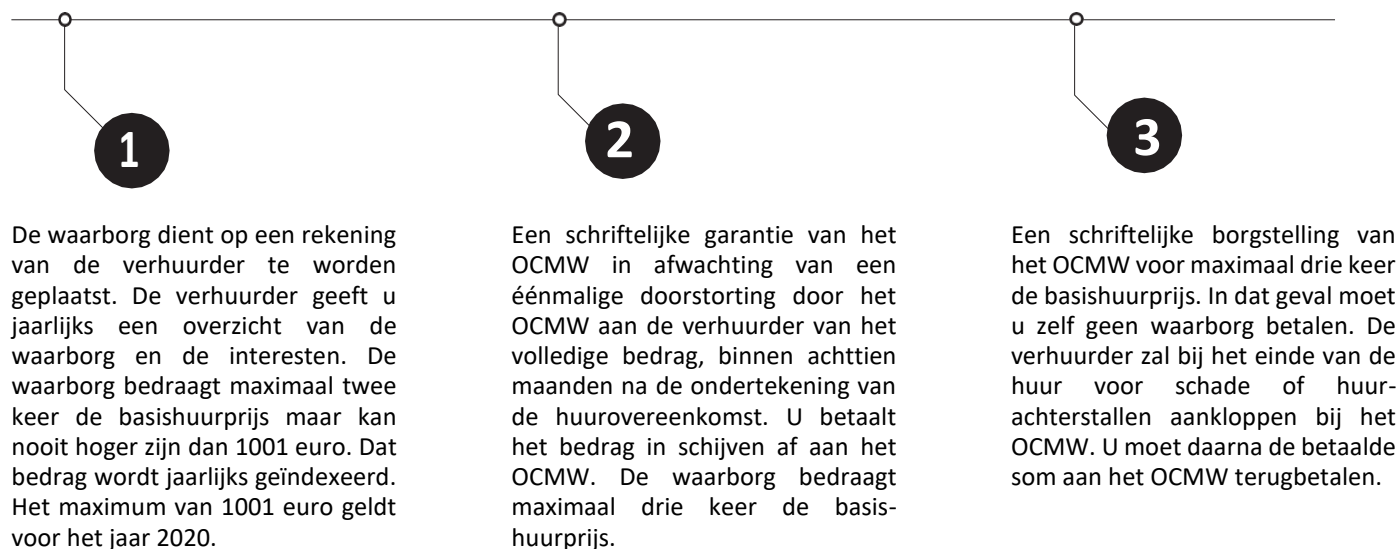 1
De waarborg dient op een rekening
van de verhuurder te worden
geplaatst. De verhuurder geeft u
jaarlijks een overzicht van de
waarborg en de interesten. De
waarborg bedraagt maximaal twee
keer de basishuurprijs maar kan
nooit hoger zijn dan 1001 euro. Dat
bedrag wordt jaarlijks geïndexeerd.
Het maximum van 1001 euro geldt
voor het jaar 2020.
2
Een schriftelijke garantie van het
OCMW in afwachting van een
éénmalige doorstorting door het
OCMW aan de verhuurder van het
volledige bedrag, binnen achttien
maanden na de ondertekening van
de huurovereenkomst. U betaalt
het bedrag in schijven af aan het
OCMW. De waarborg bedraagt
maximaal drie keer de basis-
huurprijs.
3
Een schriftelijke borgstelling van
het OCMW voor maximaal drie keer
de basishuurprijs. In dat geval moet
u zelf geen waarborg betalen. De
verhuurder zal bij het einde van de
huur voor schade of huur-
achterstallen aankloppen bij het
OCMW. U moet daarna de betaalde
som aan het OCMW terugbetalen.